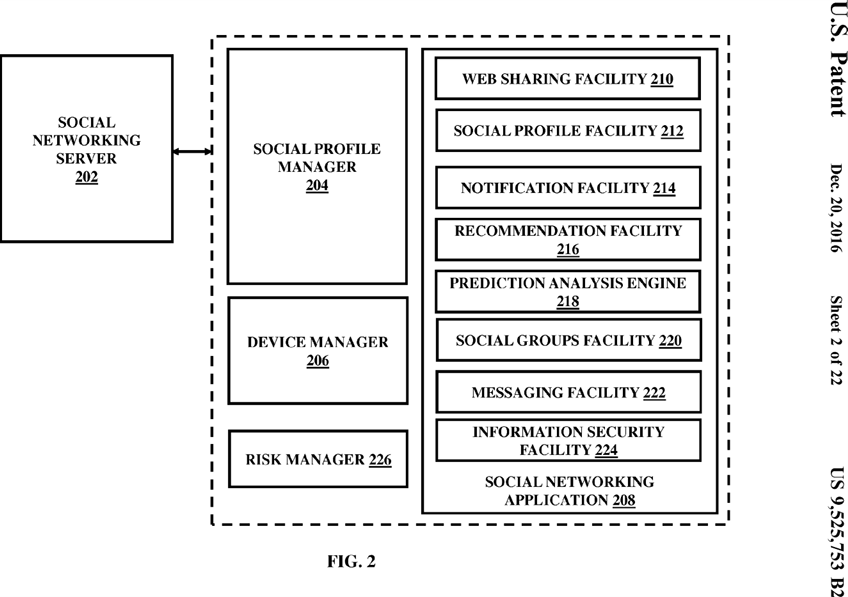 U.S. Patent
Dec. 20, 2016
Sheet 2 of 22
US 9,525,753 B2
SOCIAL
NETWORKING
SERVER
202
SOCIAL PROFILE
MANAGER
204
DEVICE MANAGER
206
RISK MANAGER 226
WEB SHARING FACILITY 210
SOCIAL PROFILE FACILITY 212
NOTIFICATION FACILITY 214
RECOMMENDATION FACILITY
216
PREDICTION ANALYSIS ENGINE
218
SOCIAL GROUPS FACILITY 220
MESSAGING FACILITY 222
INFORMATION SECURITY
FACILITY 224
SOCIAL NETWORKING
APPLICATION 208
FIG. 2